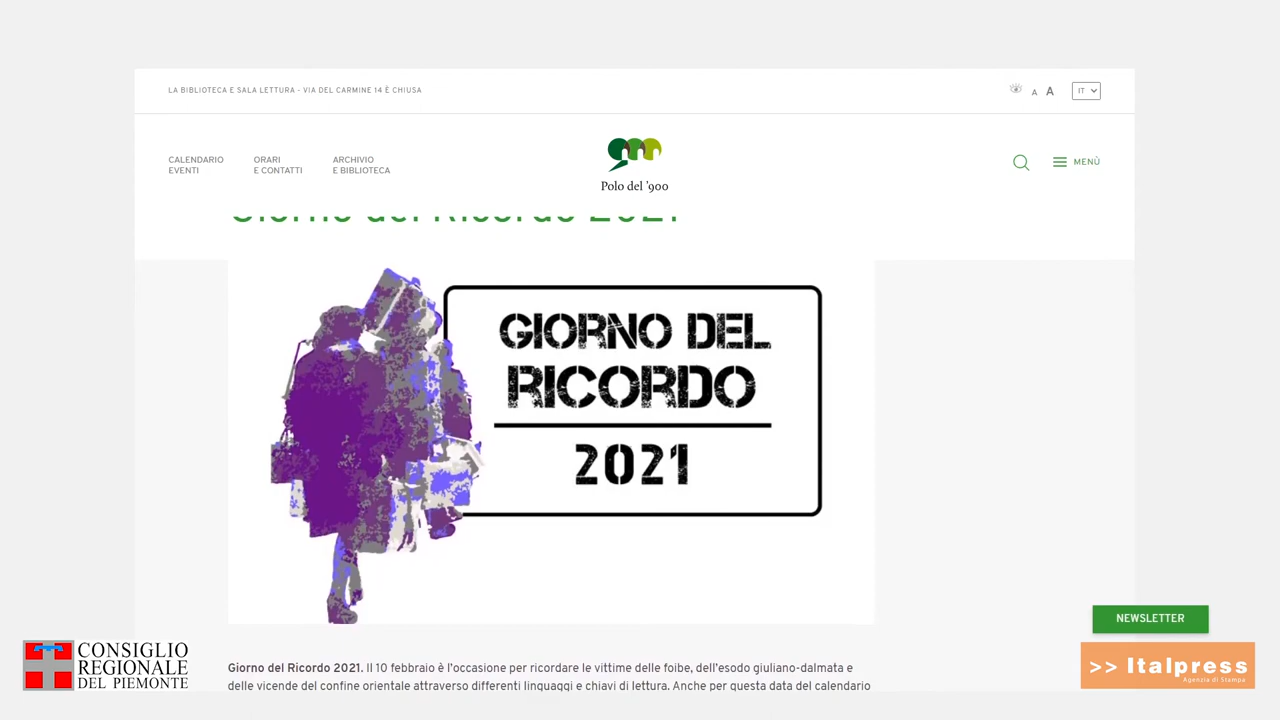 LA BIBLIOTECA E SALA LETTURA - VIA DEL CARMINE 14 È CHIUSA
A A IT
CALENDARIO
EVENTI
ORARI
E CONTATTI
ARCHIVIO
E BIBLIOTECA
Polo del '900
MENÙ
Giorno del Ricordo 2021
GIORNO DEL
RICORDO
2021
NEWSLETTER
Giorno del Ricordo 2021. Il 10 febbraio è l'occasione per ricordare le vittime delle foibe, dell'esodo giuliano-dalmata e
delle vicende del confine orientale attraverso differenti linguaggi e chiavi di lettura. Anche per questa data del calendario
CONSIGLIO
REGIONALE
DEL PIEMONTE
>> Italpress
Agenzia di Stampa